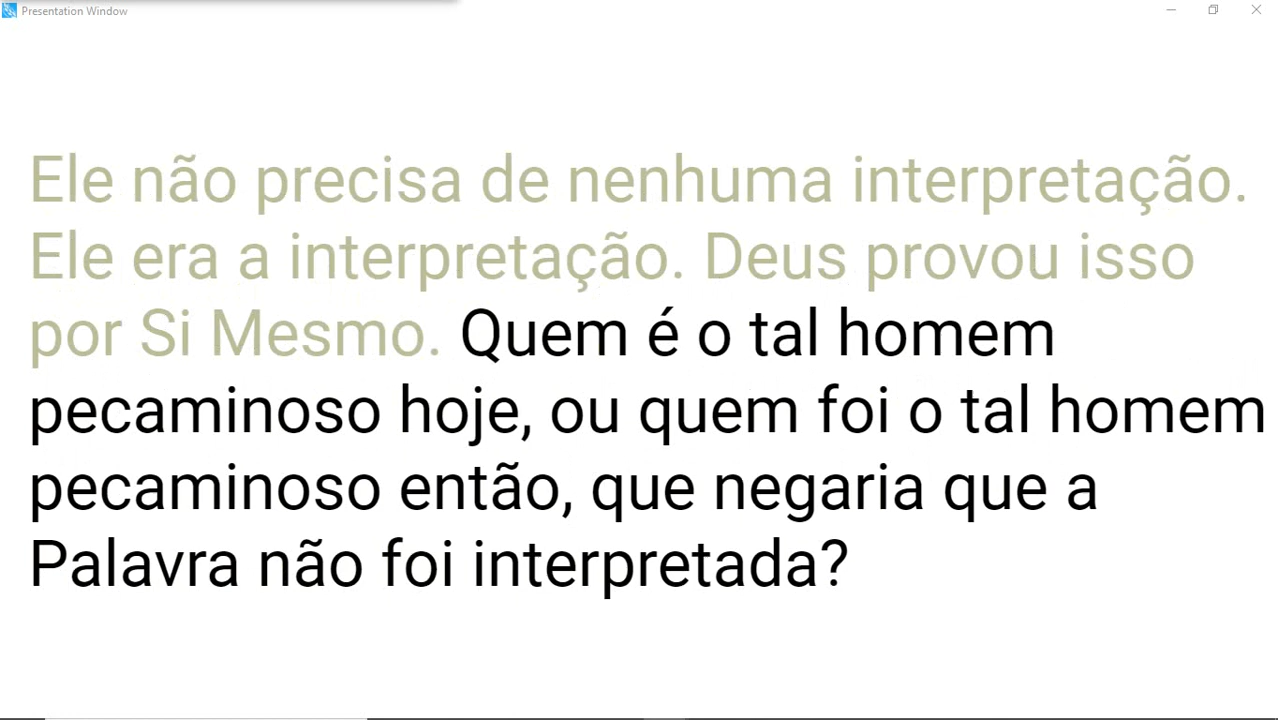 Presentation Window
Ele não precisa de nenhuma interpretação.
Ele era a interpretação. Deus provou isso
por Si Mesmo. Quem é o tal homem
pecaminoso hoje, ou quem foi o tal homem
pecaminoso então, que negaria que a
Palavra não foi interpretada?